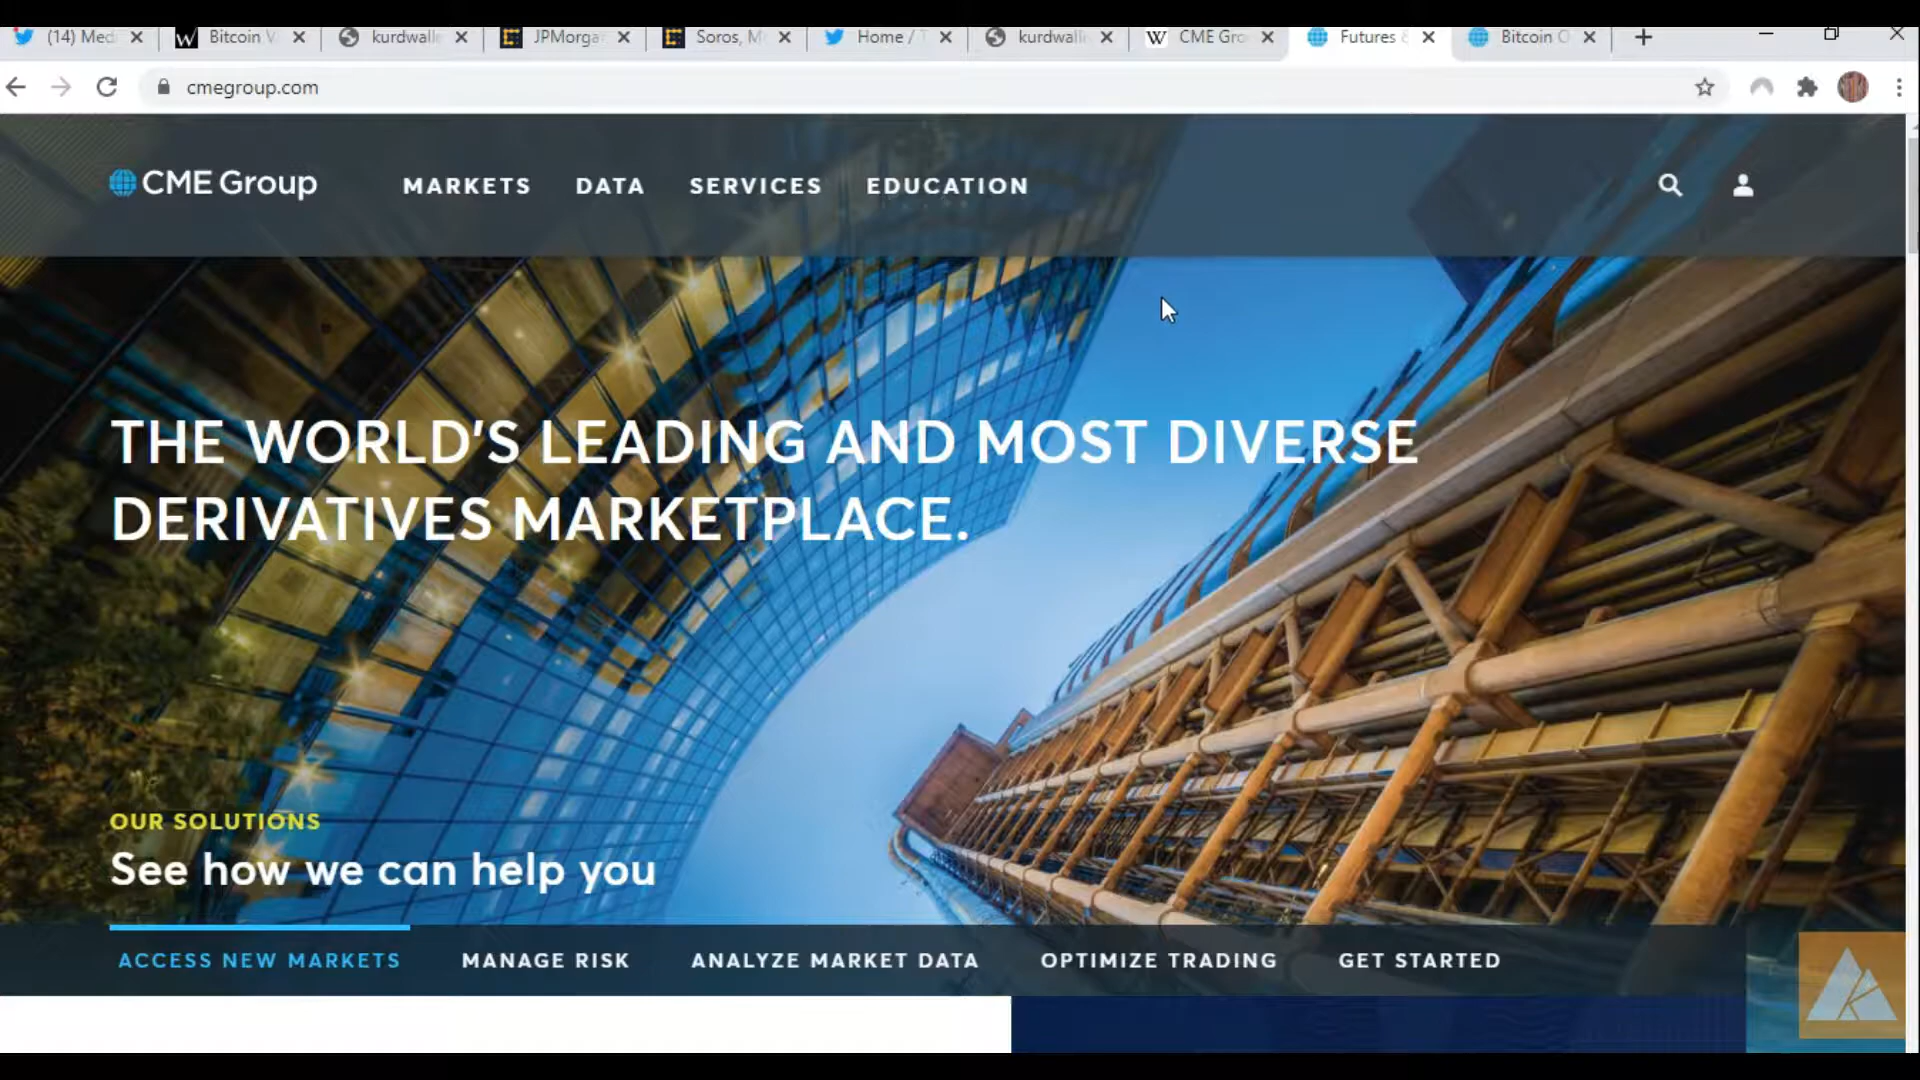 (14) Med
Bitcoin V
kurdwalle
JPMorga
Soros, M
Home / T
kurdwalle
CME Gro
Futures &
Bitcoin O
cmegroup.com
CME Group
MARKETS
DATA
SERVICES
EDUCATION
THE WORLD'S LEADING AND MOST DIVERSE
DERIVATIVES MARKETPLACE.
OUR SOLUTIONS
See how we can help you
ACCESS NEW MARKETS
MANAGE RISK
ANALYZE MARKET DATA
OPTIMIZE TRADING
GET STARTED